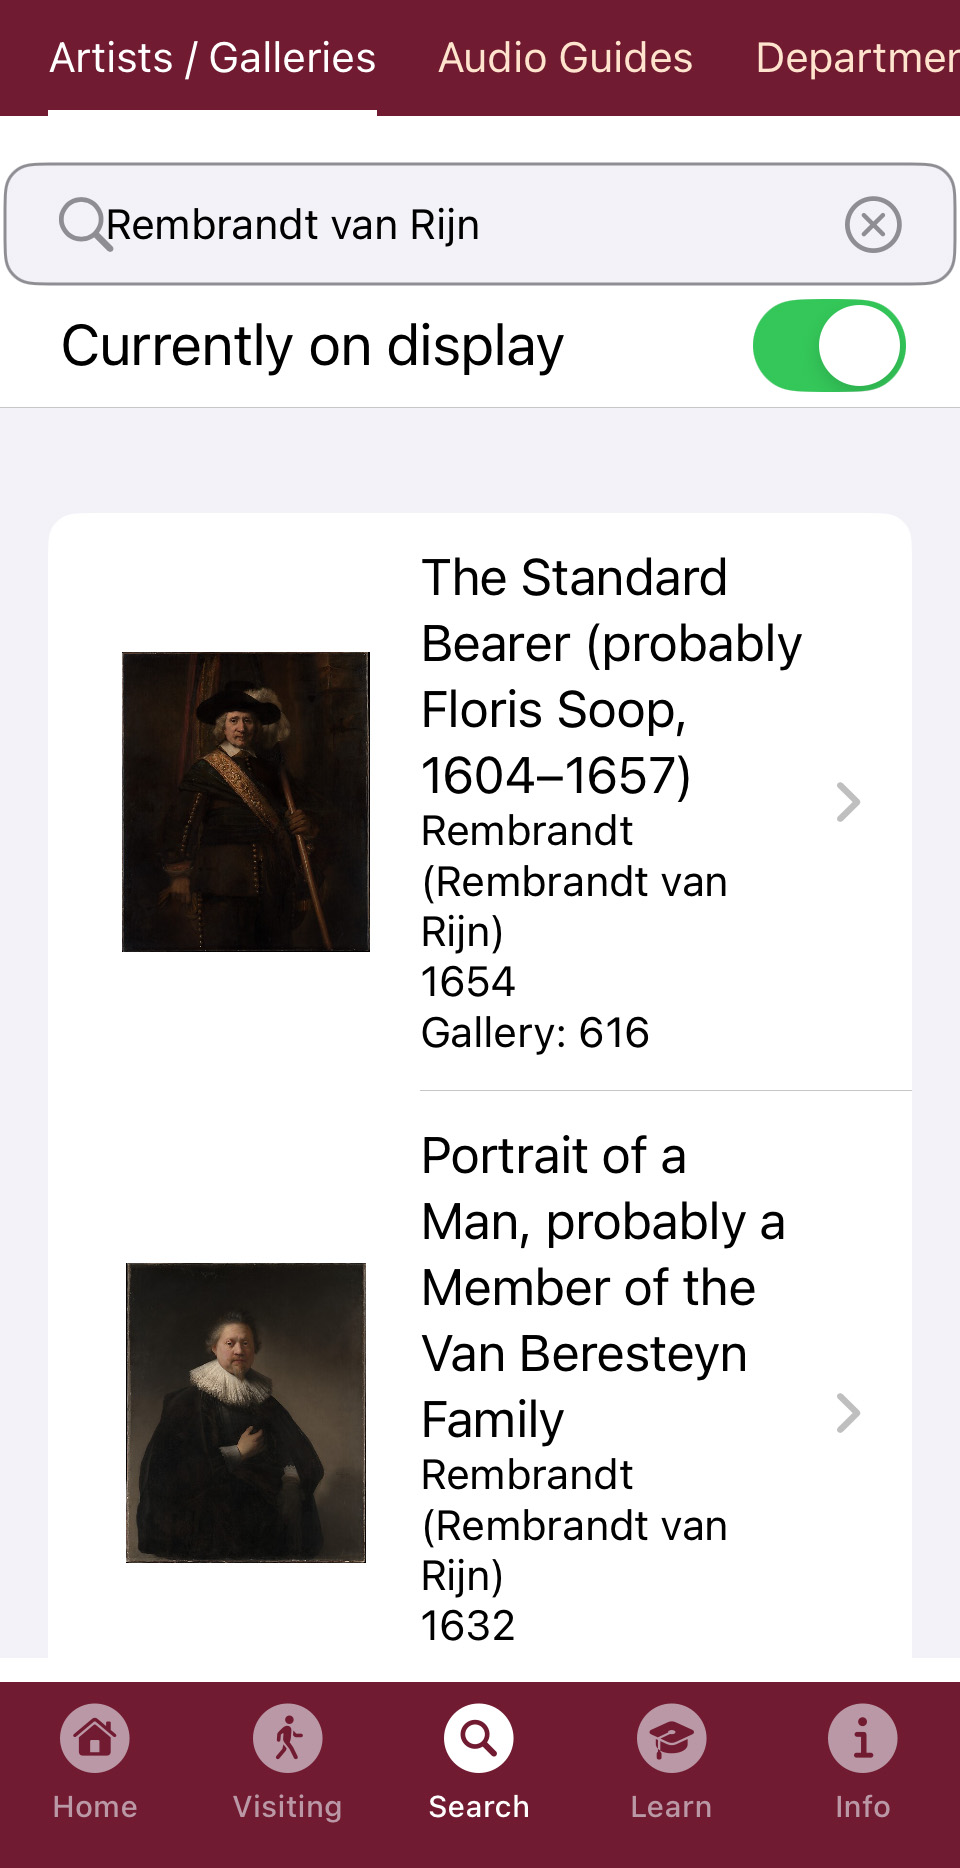 Artists / Galleries
Audio Guides
Departmen
Rembrandt van Rijn
Currently on display
The Standard
Bearer (probably
Floris Soop,
1604–1657)
Rembrandt
(Rembrandt van
Rijn)
1654
Gallery: 616
Portrait of a
Man, probably a
Member of the
Van Beresteyn
Family
Rembrandt
(Rembrandt van
Rijn)
1632
Home
Visiting
Search
Learn
Info